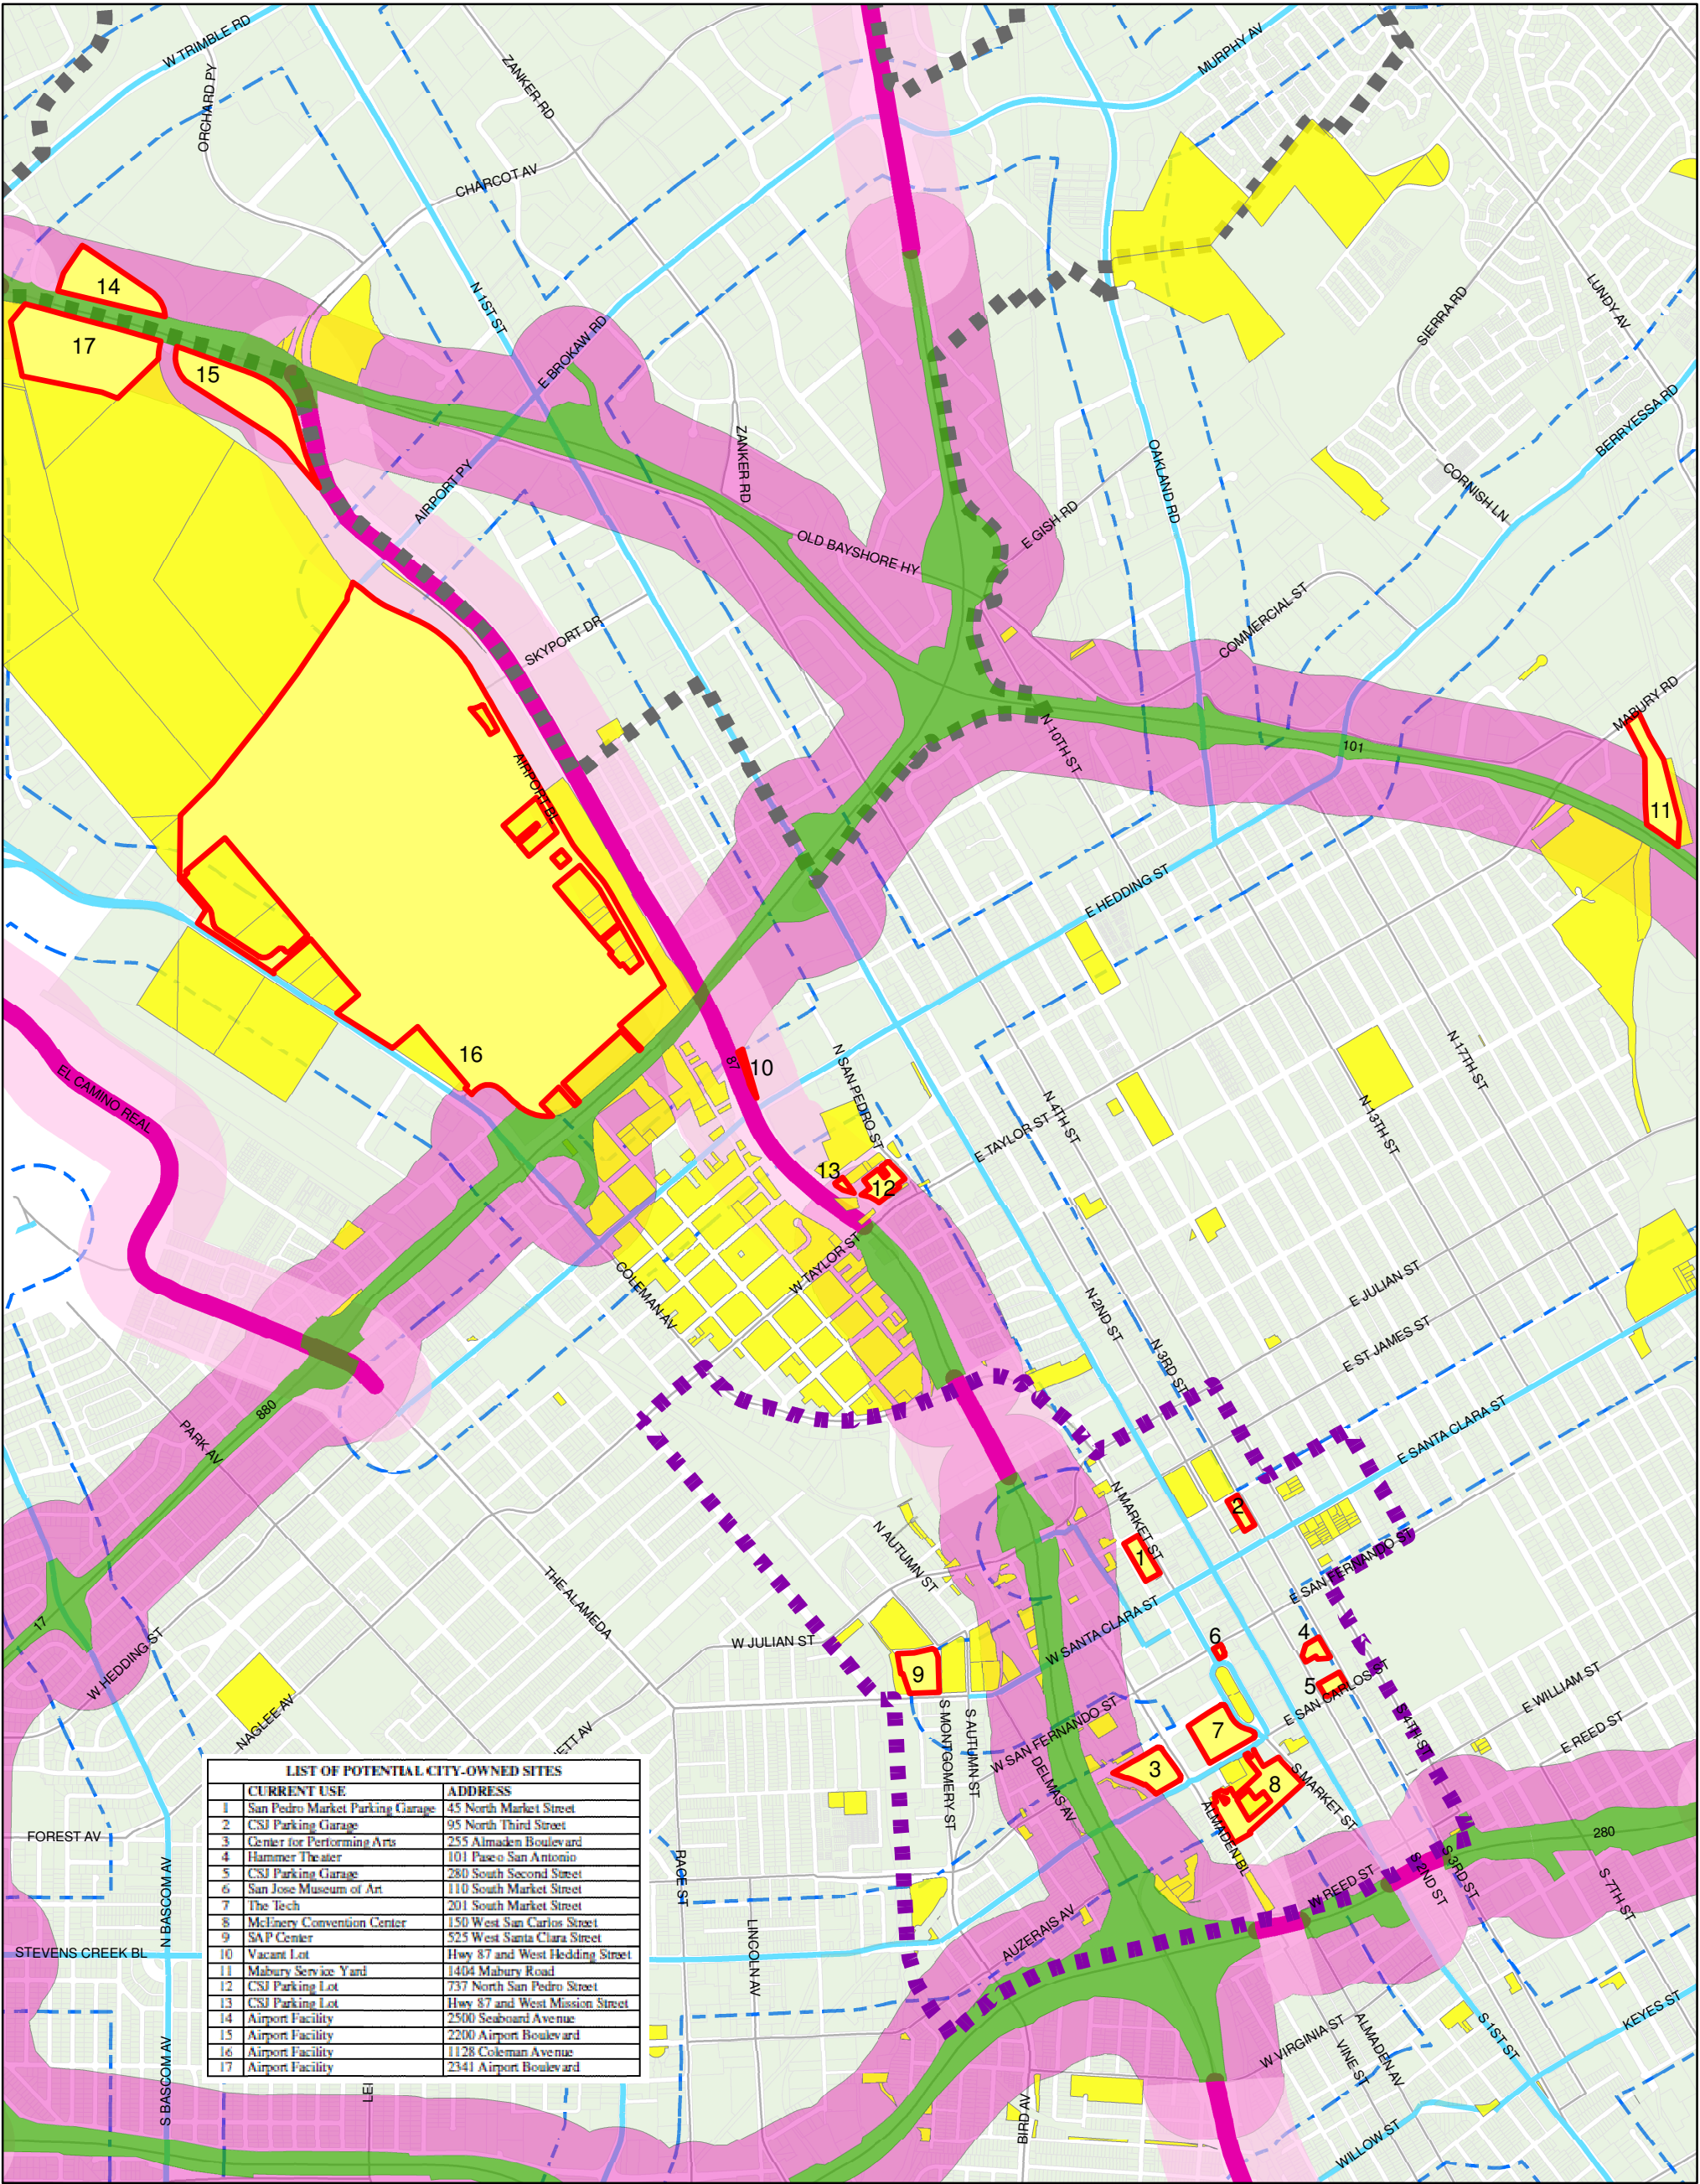 W TRIMBLE RD
ORCHARD PY
ZANKER RD
MURPHY AV
CHARCOT AV
14
17
15
N 1ST ST
E BROKAW RD
SIERRA RD
LUNDY AV
AIRPORT PY
ZANKER RD
OLD BAYSHORE HY
E GISH RD
OAKLAND RD
CORNISH LN
BERRYESSA RD
SKYPORT DR
COMMERCIAL ST
MABURY RD
N 10TH ST
101
11
AIRPORT BL
E HEDDING ST
16
87
10
N SAN PEDRO ST
N 17TH ST
EL CAMINO REAL
N 4TH ST
N 13TH ST
E TAYLOR ST
13
12
W TAYLOR ST
COLEMAN AV
E JULIAN ST
N 2ND ST
E ST JAMES ST
N 3RD ST
880
PARK AV
E SANTA CLARA ST
N MARKET ST
2
1
N AUTUMN ST
E SAN FERNANDO ST
THE ALAMEDA
17
W HEDDING ST
W JULIAN ST
W SANTA CLARA ST
6
4
5
9
NAGLEE AV
S MONTGOMERY ST
S AUTUMN ST
W SAN FERNANDO ST
E SAN CARLOS ST
E WILLIAM ST
7
S 4TH ST
E REED ST
ETT AV
DELMAS AV
3
8
S MARKET ST
ALMADEN BL
LIST OF POTENTIAL CITY-OWNED SITES
CURRENT USE ADDRESS
1 San Pedro Market Parking Garage 45 North Market Street
2 CSJ Parking Garage 95 North Third Street
3 Center for Performing Arts 255 Almaden Boulevard
4 Hammer Theater 101 Paseo San Antonio
5 CSJ Parking Garage 280 South Second Street
6 San Jose Museum of Art 110 South Market Street
7 The Tech 201 South Market Street
8 McEnery Convention Center 150 West San Carlos Street
9 SAP Center 525 West Santa Clara Street
10 Vacant Lot Hwy 87 and West Hedding Street
11 Mabury Service Yard 1404 Mabury Road
12 CSJ Parking Lot 737 North San Pedro Street
13 CSJ Parking Lot Hwy 87 and West Mission Street
14 Airport Facility 2500 Seaboard Avenue
15 Airport Facility 2200 Airport Boulevard
16 Airport Facility 1128 Coleman Avenue
17 Airport Facility 2341 Airport Boulevard
FOREST AV
N BASCOM AV
STEVENS CREEK BL
S BASCOM AV
LEI
RACE ST
LINCOLN AV
AUZERAIS AV
W REED ST
S 2ND ST
S 3RD ST
280
S 7TH ST
BIRD AV
W VIRGINIA ST
VINE ST
ALMADEN AV
S 1ST ST
KEYES ST
WILLOW ST